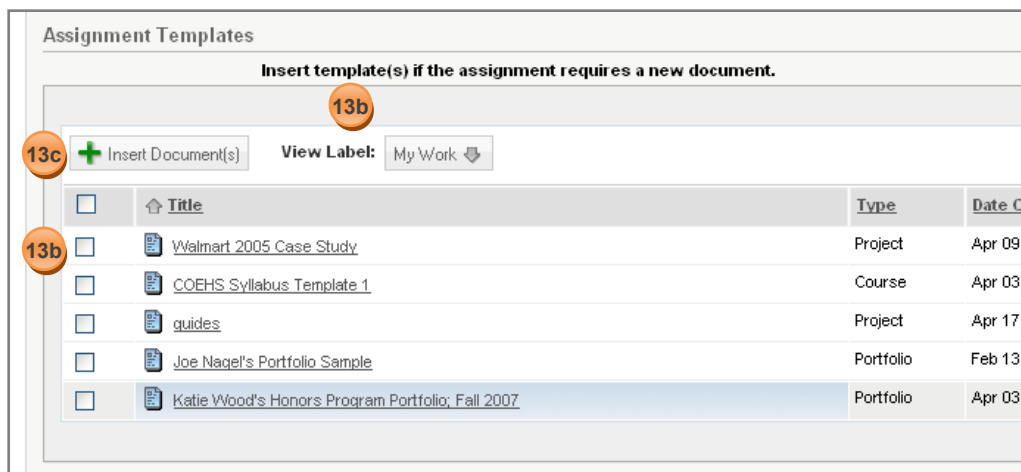 Assignment Templates
Insert template(s) if the assignment requires a new document.
13b
13c Insert Document(s) View Label: My Work
Title Type Date C
13b Walmart 2005 Case Study Project Apr 09
COEHS Syllabus Template 1 Course Apr 03
guides Project Apr 17
Joe Nagel's Portfolio Sample Portfolio Feb 13
Katie Wood's Honors Program Portfolio; Fall 2007 Portfolio Apr 03